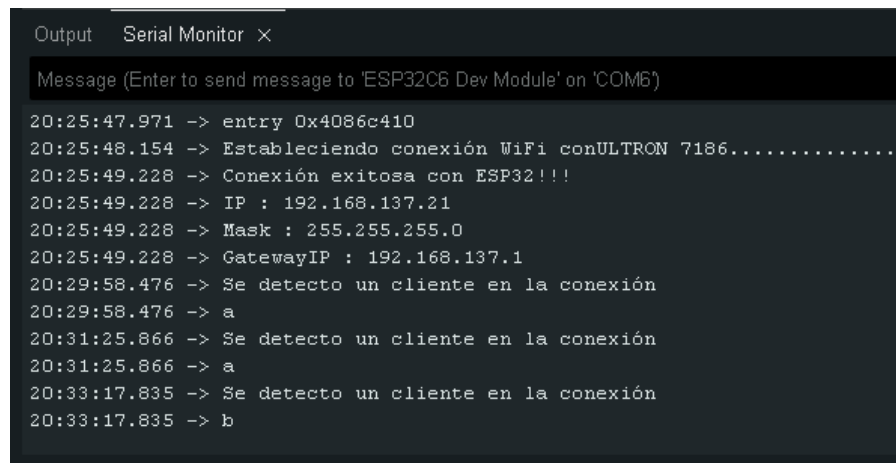 Output Serial Monitor ×
Message (Enter to send message to 'ESP32C6 Dev Module' on 'COM6')
20:25:47.971 -> entry 0x4086c410
20:25:48.154 -> Estableciendo conexión WiFi conULTRON 7186...............
20:25:49.228 -> Conexión exitosa con ESP32!!!
20:25:49.228 -> IP : 192.168.137.21
20:25:49.228 -> Mask : 255.255.255.0
20:25:49.228 -> GatewayIP : 192.168.137.1
20:29:58.476 -> Se detecto un cliente en la conexión
20:29:58.476 -> a
20:31:25.866 -> Se detecto un cliente en la conexión
20:31:25.866 -> a
20:33:17.835 -> Se detecto un cliente en la conexión
20:33:17.835 -> b